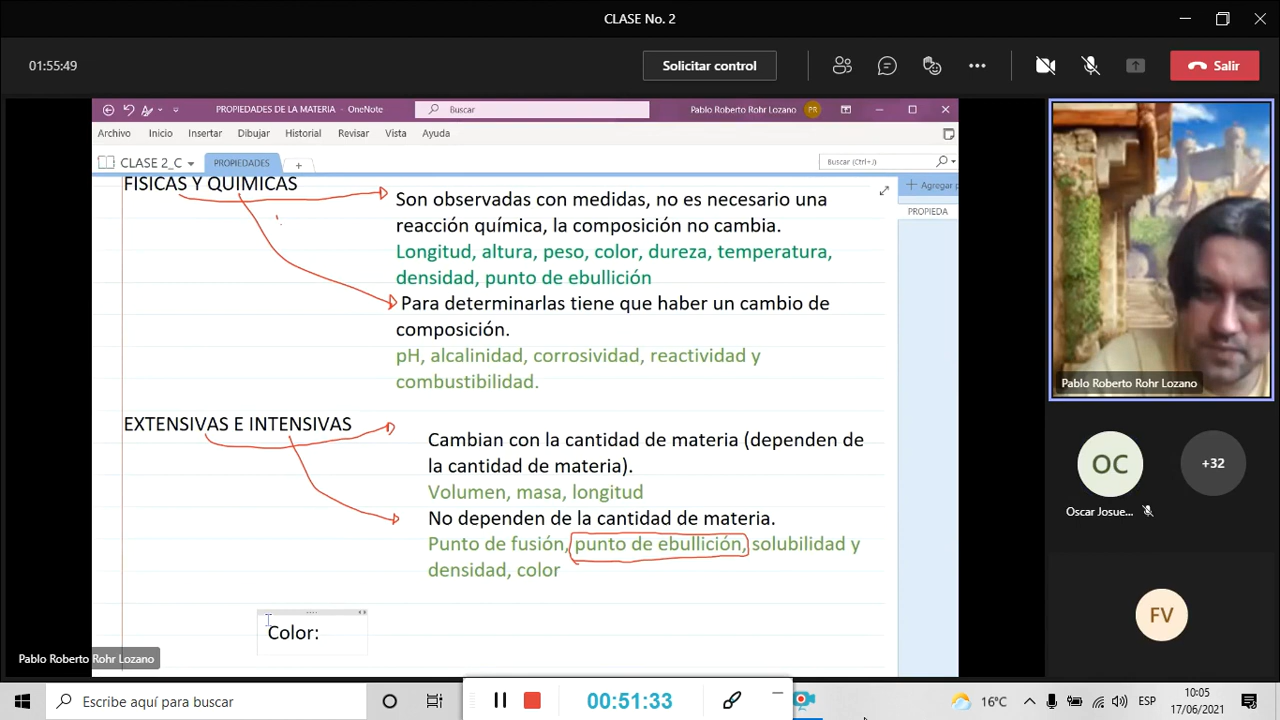 CLASE No. 2
01:55:49
Solicitar control
Salir
PROPIEDADES DE LA MATERIA - OneNote
Buscar
Pablo Roberto Rohr Lozano
PR
Archivo Inicio Insertar Dibujar Historial Revisar Vista Ayuda
CLASE 2_C
PROPIEDADES
Buscar (Ctrl+/)
FISICAS Y QUIMICAS
Agregar p
PROPIEDA
Son observadas con medidas, no es necesario una
reacción química, la composición no cambia.
Longitud, altura, peso, color, dureza, temperatura,
densidad, punto de ebullición
Para determinarlas tiene que haber un cambio de
composición.
pH, alcalinidad, corrosividad, reactividad y
combustibilidad.
EXTENSIVAS E INTENSIVAS
Cambian con la cantidad de materia (dependen de
la cantidad de materia).
Volumen, masa, longitud
No dependen de la cantidad de materia.
Punto de fusión, punto de ebullición, solubilidad y
densidad, color
Color:
Pablo Roberto Rohr Lozano
Pablo Roberto Rohr Lozano
OC
+32
Oscar Josue...
FV
Escribe aquí para buscar
00:51:33
16°C
ESP
10:05
17/06/2021